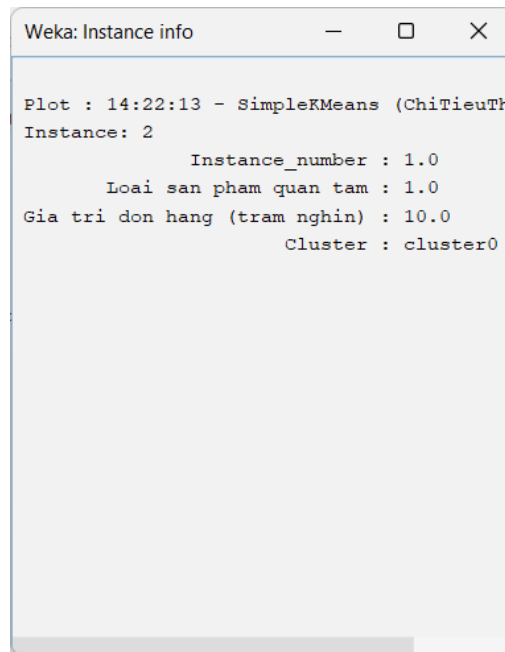 Weka: Instance info
Plot : 14:22:13 - SimpleKMeans (ChiTieuTh
Instance: 2
Instance_number : 1.0
Loai san pham quan tam : 1.0
Gia tri don hang (tram nghin) : 10.0
Cluster : cluster0